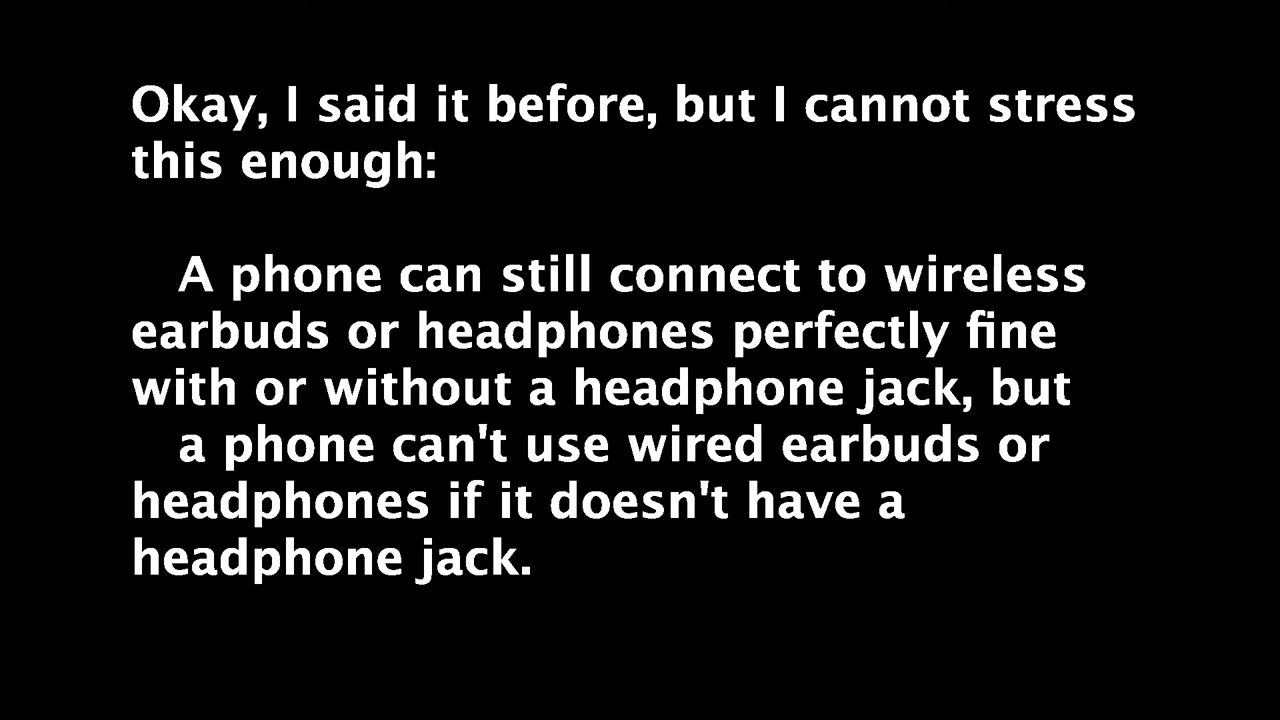 Okay, I said it before, but I cannot stress
this enough:
A phone can still connect to wireless
earbuds or headphones perfectly fine
with or without a headphone jack, but
a phone can't use wired earbuds or
headphones if it doesn't have a
headphone jack.